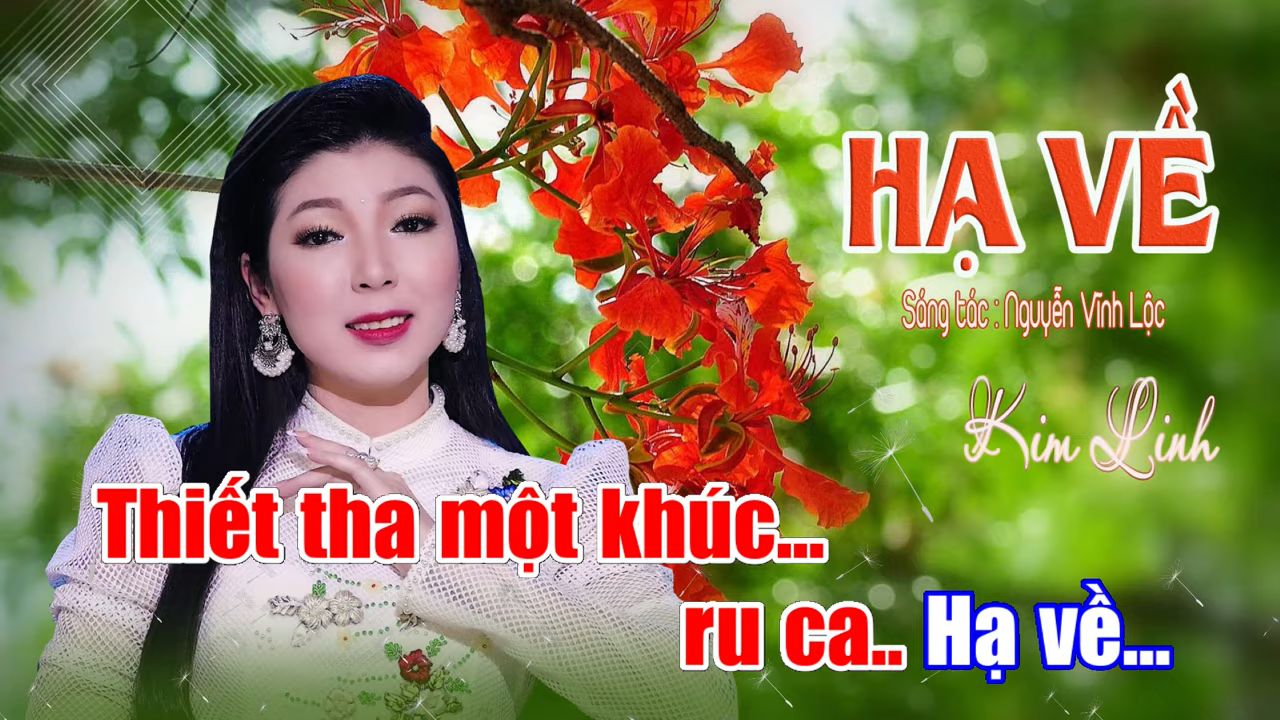 HẠ VỀ
Sáng tác : Nguyễn Vĩnh Lộc
Kim Linh
Thiết tha một khúc...
ru ca.. Hạ về...